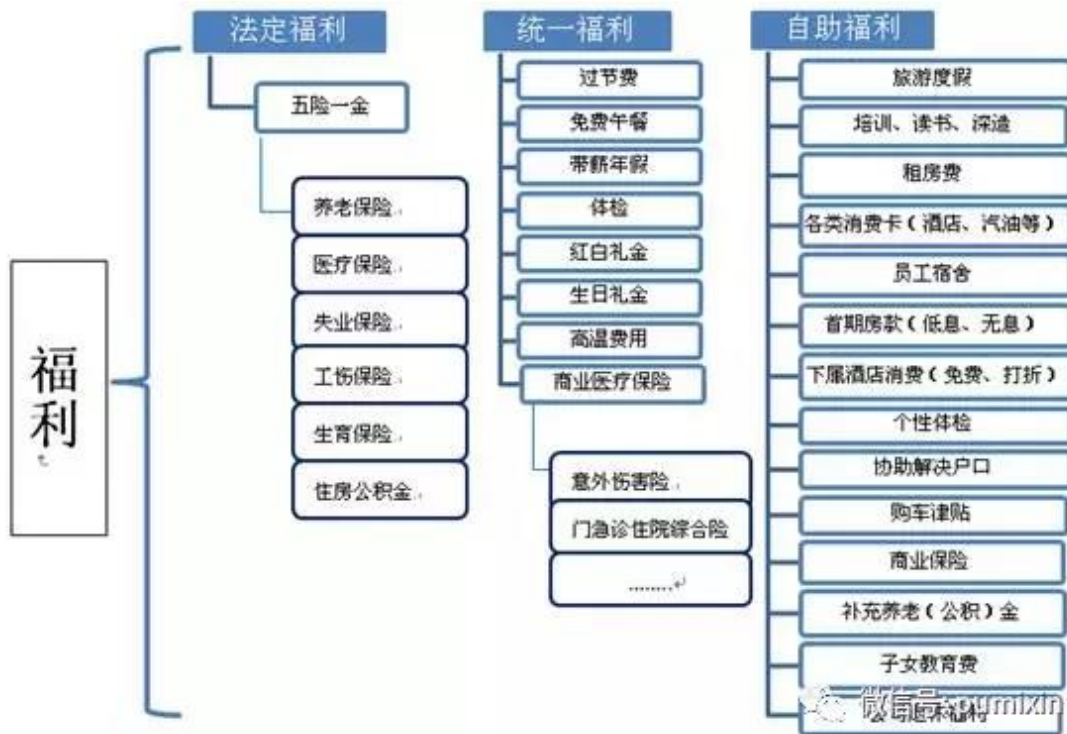 福利
法定福利
五险一金
养老保险
医疗保险
失业保险
工伤保险
生育保险
住房公积金
统一福利
过节费
免费午餐
带薪年假
体检
红白礼金
生日礼金
高温费用
商业医疗保险
意外伤害险
门急诊住院综合险
........
自助福利
旅游度假
培训、读书、深造
租房费
各类消费卡（酒店、汽油等）
员工宿舍
首期房款（低息、无息）
下属酒店消费（免费、打折）
个性体检
协助解决户口
购车津贴
商业保险
补充养老（公积）金
子女教育费
微信号: pumixin